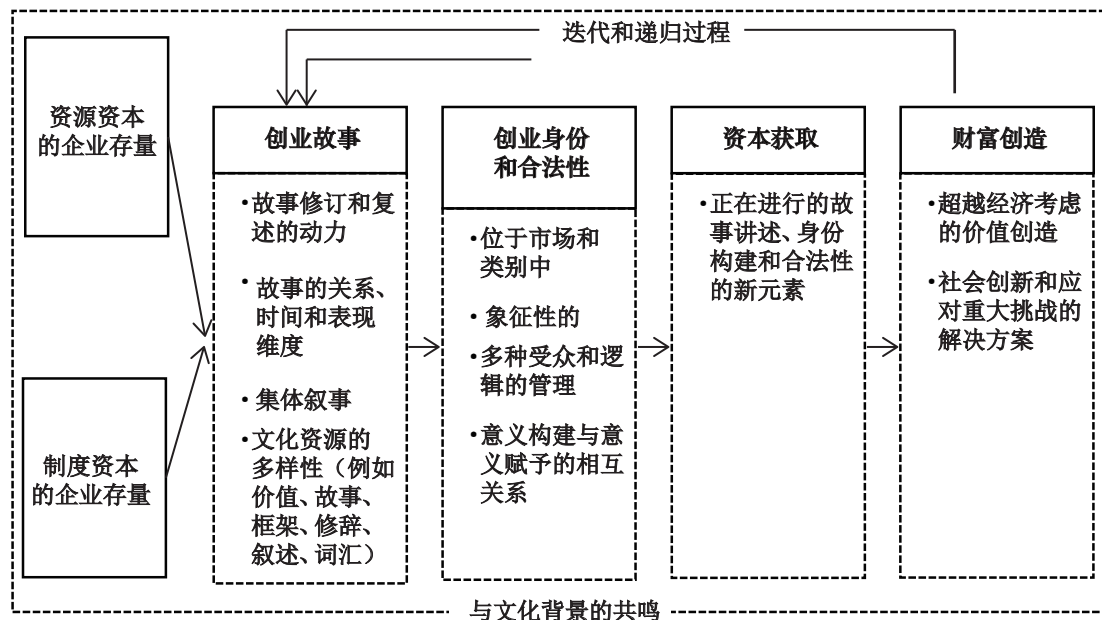 迭代和递归过程
资源资本
的企业存量
制度资本
的企业存量
创业故事
•故事修订和复
述的动力
•故事的关系、
时间和表现
维度
•集体叙事
•文化资源的
多样性（例如
价值、故事、
框架、修辞、
叙述、词汇）
创业身份
和合法性
•位于市场和
类别中
•象征性的
•多种受众和逻
辑的管理
•意义构建与意
义赋予的相互
关系
资本获取
•正在进行的故
事讲述、身份
构建和合法性
的新元素
财富创造
•超越经济考虑
的价值创造
•社会创新和应
对重大挑战的
解决方案
与文化背景的共鸣